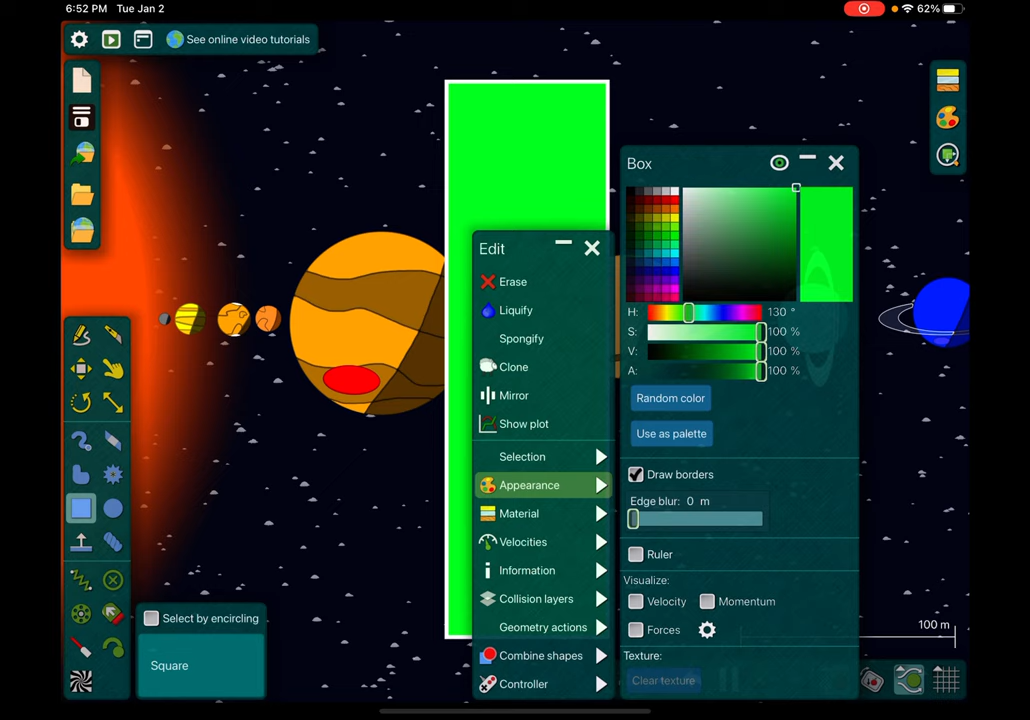 6:52 PM Tue Jan 2
62%
See online video tutorials
Box
Edit
Erase
Liquify
Spongify
Clone
Mirror
Show plot
Selection
Appearance
Material
Velocities
Information
Collision layers
Geometry actions
Combine shapes
Controller
H: 130 °
S: 100 %
V: 100 %
A: 100 %
Random color
Use as palette
Draw borders
Edge blur: 0 m
Ruler
Visualize:
Velocity Momentum
Forces
Texture:
Clear texture
100 m
Select by encircling
Square